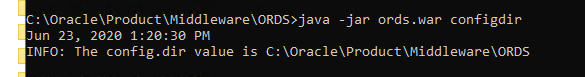 C:\Oracle\Product\Middleware\ORDS>java -jar ords.war configdir
Jun 23, 2020 1:20:30 PM
INFO: The config.dir value is C:\Oracle\Product\Middleware\ORDS